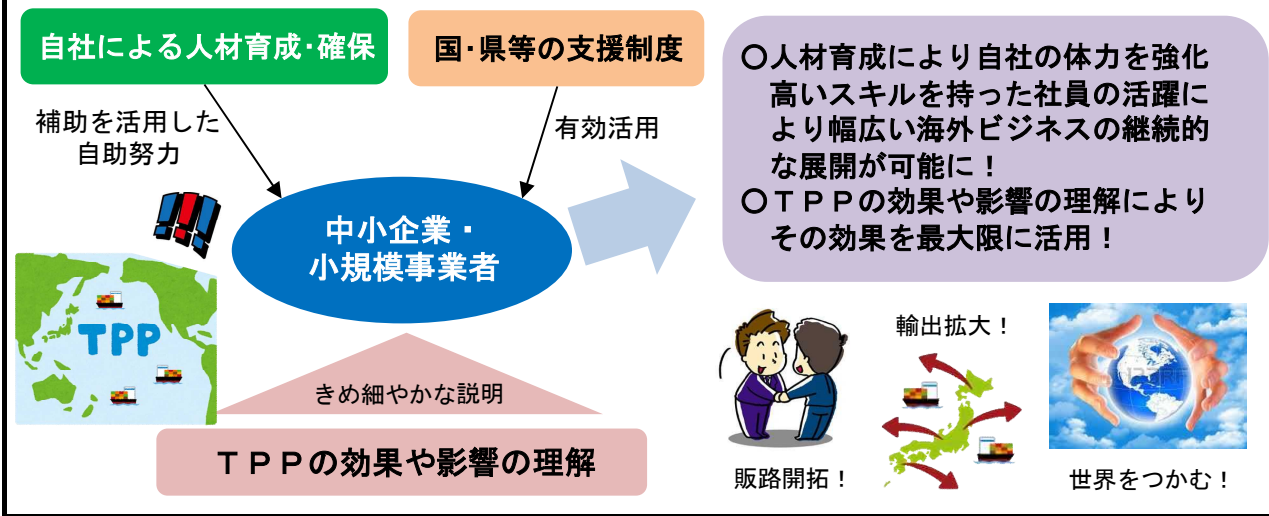 自社による人材育成・確保
国・県等の支援制度
補助を活用した
自助努力
有効活用
中小企業・
小規模事業者
○人材育成により自社の体力を強化
高いスキルを持った社員の活躍に
より幅広い海外ビジネスの継続的
な展開が可能に！
○ＴＰＰの効果や影響の理解により
その効果を最大限に活用！
TPP
きめ細やかな説明
ＴＰＰの効果や影響の理解
販路開拓！
輸出拡大！
世界をつかむ！